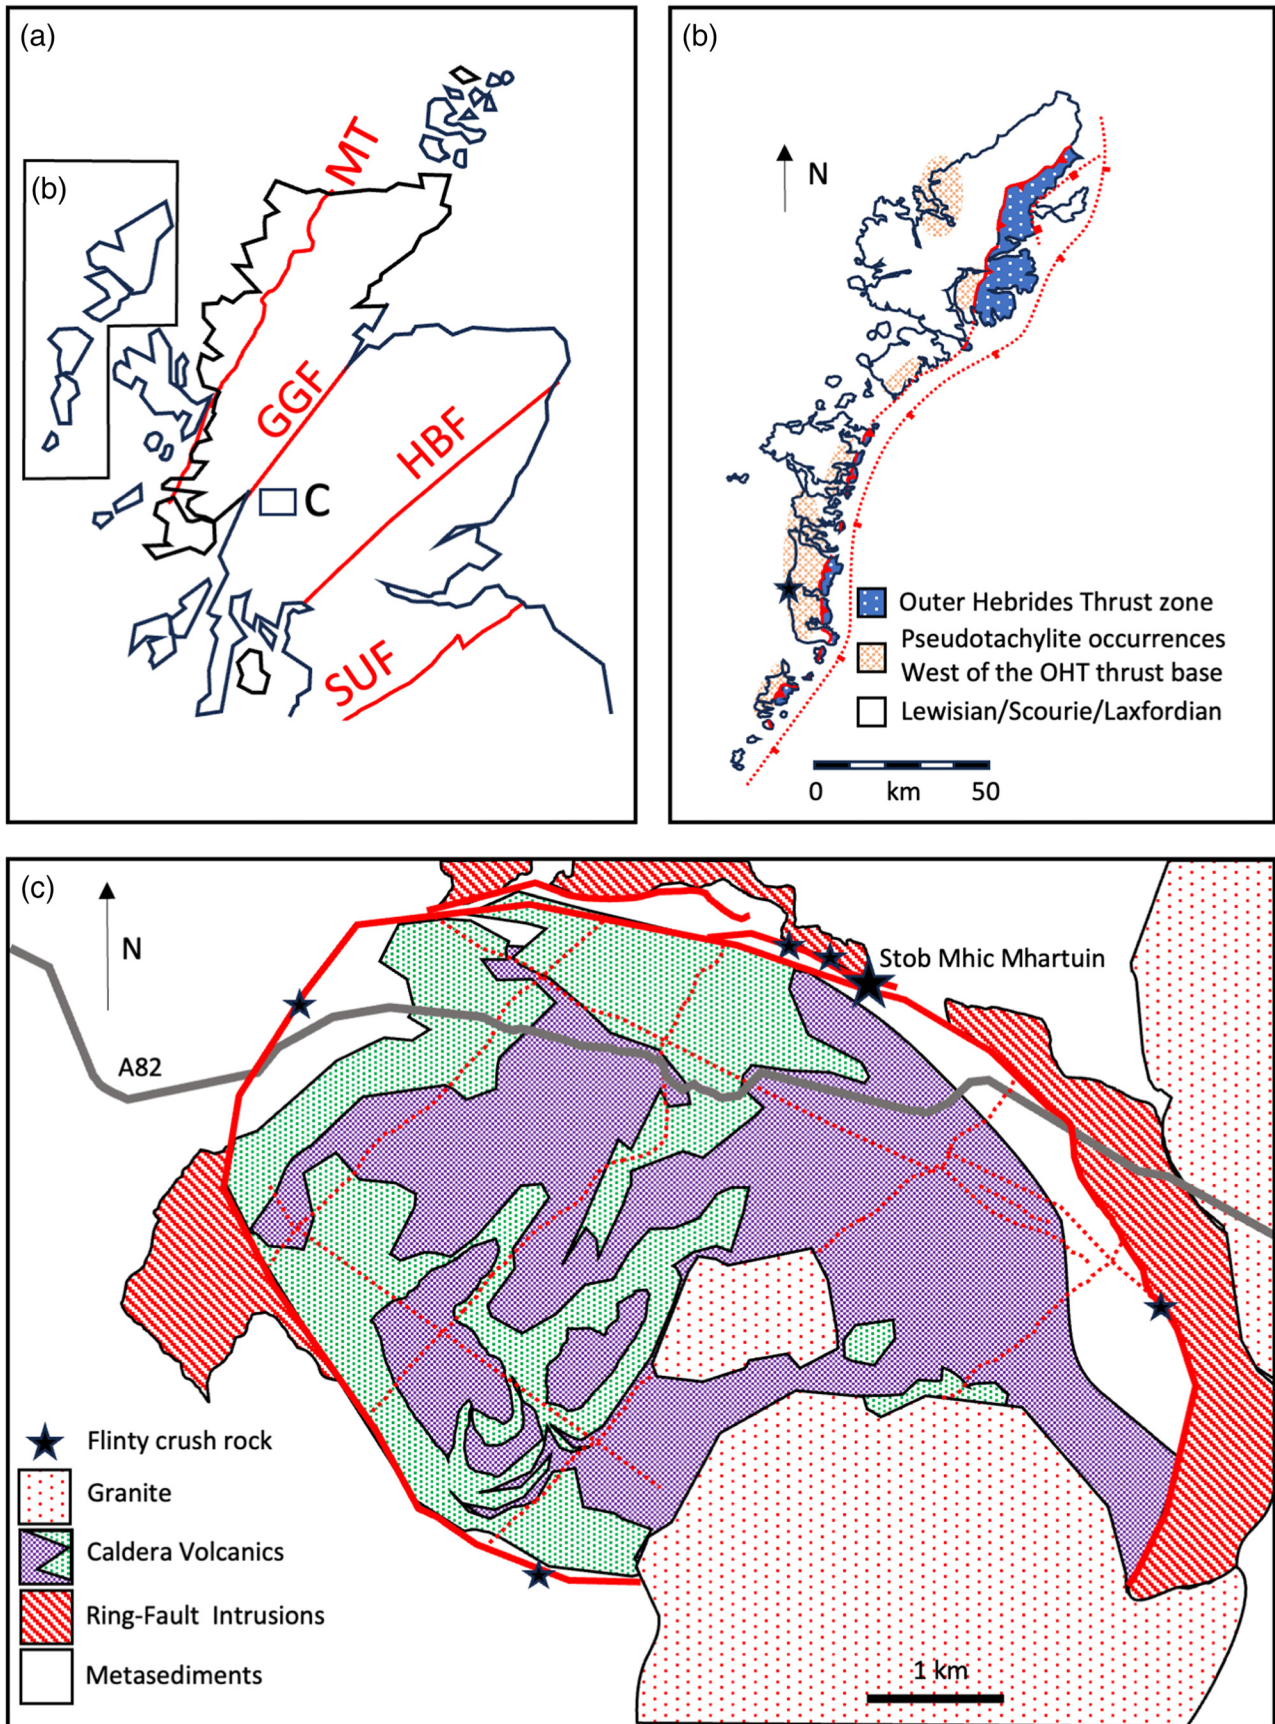 (a)
MT
(b)
GGF
HBF
C
SUF
(b)
N
Outer Hebrides Thrust zone
Pseudotachylite occurrences
West of the OHT thrust base
Lewisian/Scourie/Laxfordian
0 km 50
(c)
N
Stob Mhic Mhartuin
A82
Flinty crush rock
Granite
Caldera Volcanics
Ring-Fault Intrusions
Metasediments
1 km